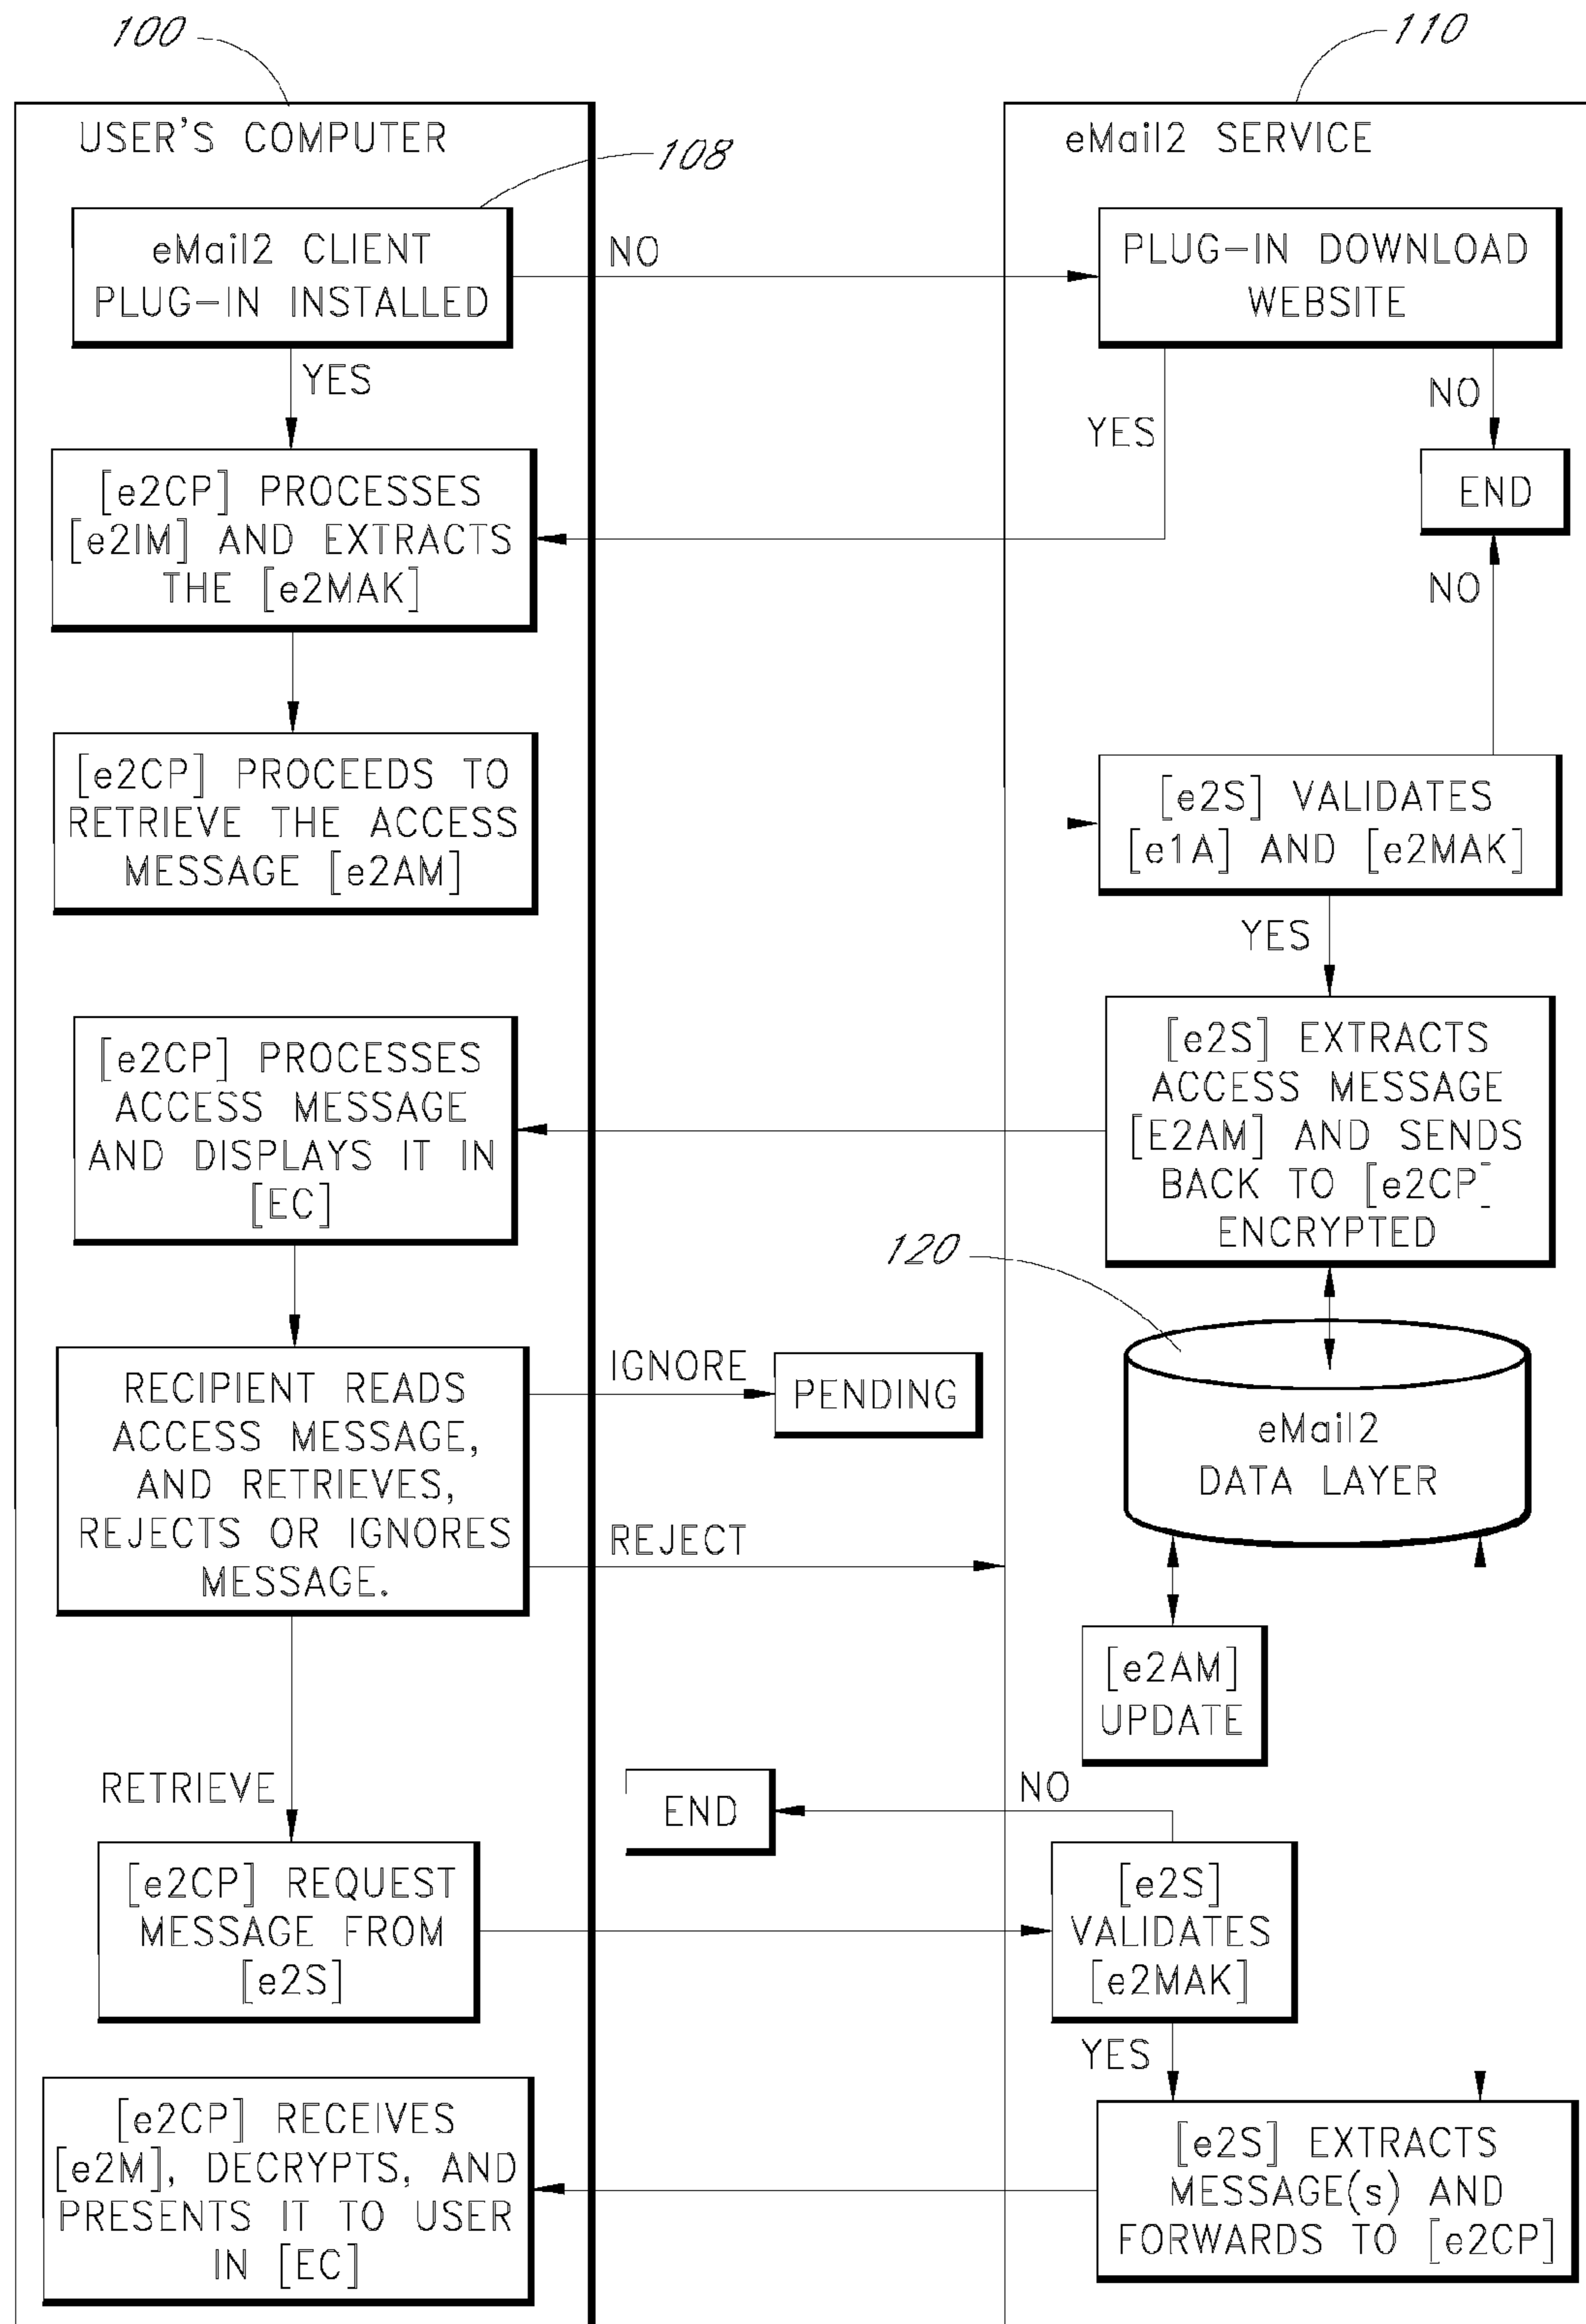 100
110
USER'S COMPUTER
108
eMail2 SERVICE
eMail2 CLIENT
PLUG-IN INSTALLED
NO
PLUG-IN DOWNLOAD
WEBSITE
YES
NO
YES
END
[e2CP] PROCESSES
[e2IM] AND EXTRACTS
THE [e2MAK]
NO
[e2CP] PROCEEDS TO
RETRIEVE THE ACCESS
MESSAGE [e2AM]
[e2S] VALIDATES
[e1A] AND [e2MAK]
YES
[e2CP] PROCESSES
ACCESS MESSAGE
AND DISPLAYS IT IN
[EC]
[e2S] EXTRACTS
ACCESS MESSAGE
[E2AM] AND SENDS
BACK TO [e2CP]
ENCRYPTED
120
RECIPIENT READS
ACCESS MESSAGE,
AND RETRIEVES,
REJECTS OR IGNORES
MESSAGE.
IGNORE
PENDING
eMail2
DATA LAYER
REJECT
[e2AM]
UPDATE
RETRIEVE
END
NO
[e2CP] REQUEST
MESSAGE FROM
[e2S]
[e2S]
VALIDATES
[e2MAK]
YES
[e2CP] RECEIVES
[e2M], DECRYPTS, AND
PRESENTS IT TO USER
IN [EC]
[e2S] EXTRACTS
MESSAGE(s) AND
FORWARDS TO [e2CP]